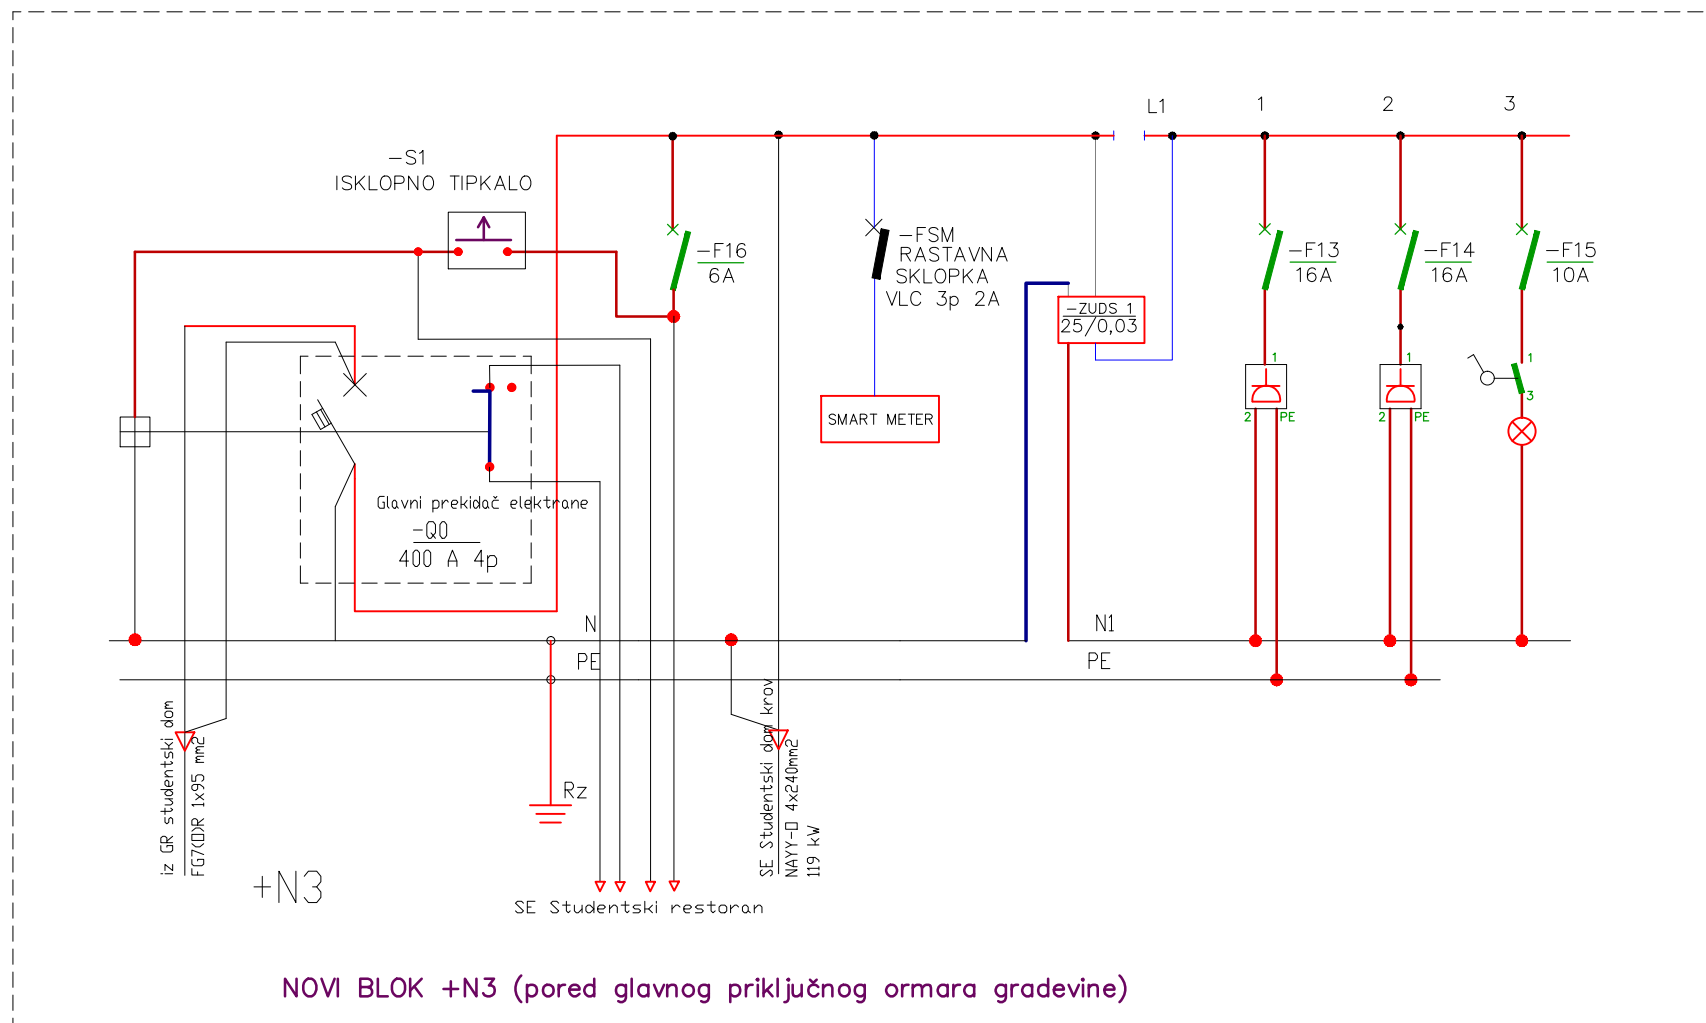 L1
1
2
3
-S1
ISKLOPNO TIPKALO
-F16
6A
-FSM
RASTAVNA
SKLOPKA
VLC 3p 2A
-F13
16A
-F14
16A
-F15
10A
-ZUDS 1
25/0,03
1
1
1
3
SMART METER
2
PE
2
PE
Glavni prekidač elektrane
-Q0
400 A 4p
N
PE
N1
PE
iz GR studentski dom
FG7(O)R 1x95 mm2
Rz
SE Studentski dom krov
NAYY-O 4x240mm2
119 kW
+N3
SE Studentski restoran
NOVI BLOK +N3 (pored glavnog priključnog ormara gradevine)